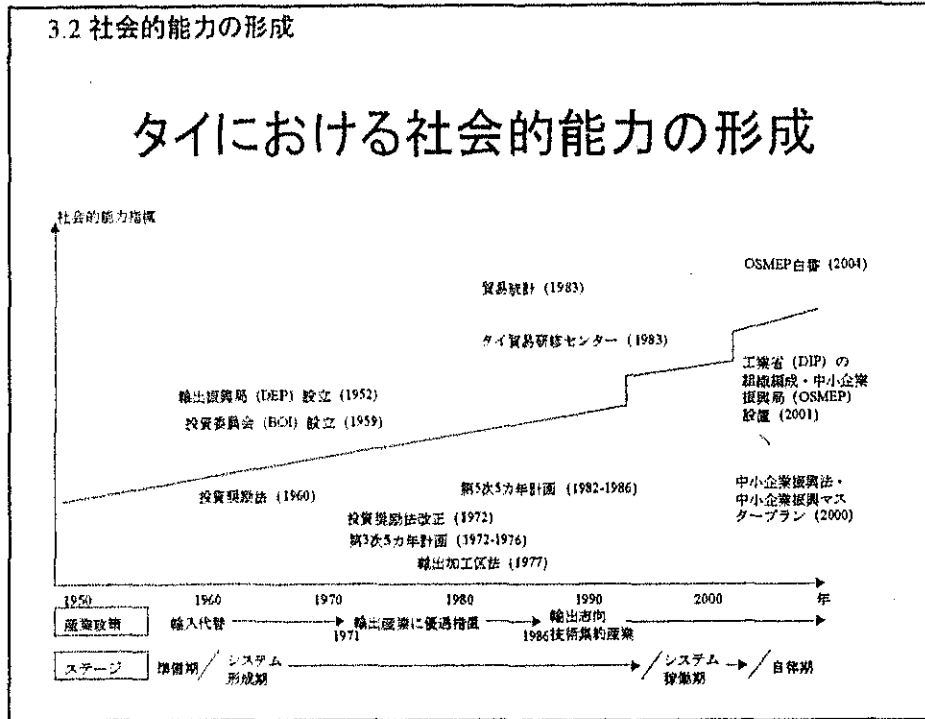 3.2 社会的能力の形成
タイにおける社会的能力の形成
社会的能力指標
OSMEP白書 (2004)
貿易統計 (1983)
タイ貿易研修センター (1983)
工業省 (DIP) の
組織編成・中小企業
振興局 (OSMEP)
設置 (2001)
輸出振興局 (DEP) 設立 (1952)
投資委員会 (BOI) 設立 (1959)
投資奨励法 (1960)
第5次5カ年計画 (1982-1986)
中小企業振興法・
中小企業振興マス
タープラン (2000)
投資奨励法改正 (1972)
第3次5カ年計画 (1972-1976)
輸出加工区法 (1977)
1950 1960 1970 1980 1990 2000 年
産業政策 輸入代替 1971 輸出産業に優遇措置 1986 輸出志向
技術集約産業
ステージ 準備期 システム
形成期 システム
稼働期 自律期